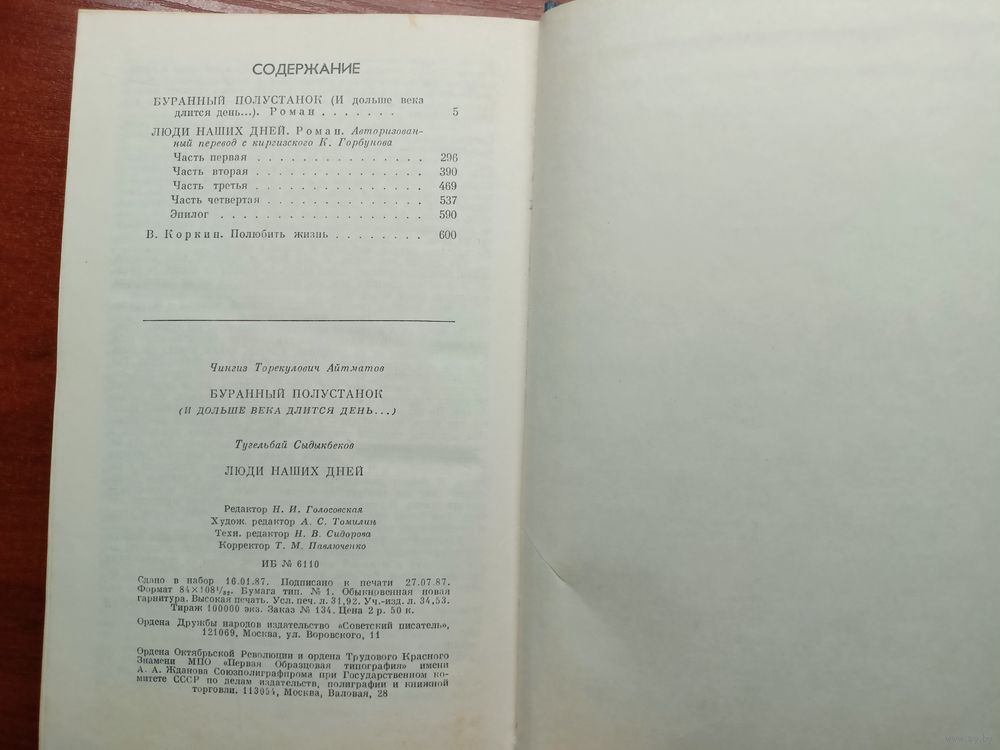 СОДЕРЖАНИЕ
БУРАННЫЙ ПОЛУСТАНОК (И дольше века
длится день...). Роман . . . . . . . 5
ЛЮДИ НАШИХ ДНЕЙ. Роман. Авторизован-
ный перевод с киргизского К. Горбунова
Часть первая . . . . . . . . . . . . . . . 296
Часть вторая . . . . . . . . . . . . . . . 390
Часть третья . . . . . . . . . . . . . . . 469
Часть четвертая . . . . . . . . . . . . . . 537
Эпилог . . . . . . . . . . . . . . . . . . 590
В. Коркин. Полюбить жизнь . . . . . . . . 600
Чингиз Торекулович Айтматов
БУРАННЫЙ ПОЛУСТАНОК
(И ДОЛЬШЕ ВЕКА ДЛИТСЯ ДЕНЬ...)
Тугельбай Сыдыкбеков
ЛЮДИ НАШИХ ДНЕЙ
Редактор Н. И. Голосовская
Худож. редактор А. С. Томилин
Техн. редактор Н. В. Сидорова
Корректор Т. М. Павлюченко
ИБ № 6110
Сдано в набор 16.01.87. Подписано к печати 27.07.87.
Формат 84×108¹/₃₂. Бумага тип. № 1. Обыкновенная новая
гарнитура. Высокая печать. Усл. печ. л. 31,92. Уч.-изд. л. 34,53.
Тираж 100000 экз. Заказ № 134. Цена 2 р. 50 к.
Ордена Дружбы народов издательство «Советский писатель»,
121069, Москва, ул. Воровского, 11
Ордена Октябрьской Революции и ордена Трудового Красного
Знамени МПО «Первая Образцовая типография» имени
А. А. Жданова Союзполиграфпрома при Государственном ко-
митете СССР по делам издательств, полиграфии и книжной
торговли. 113054, Москва, Валовая, 28